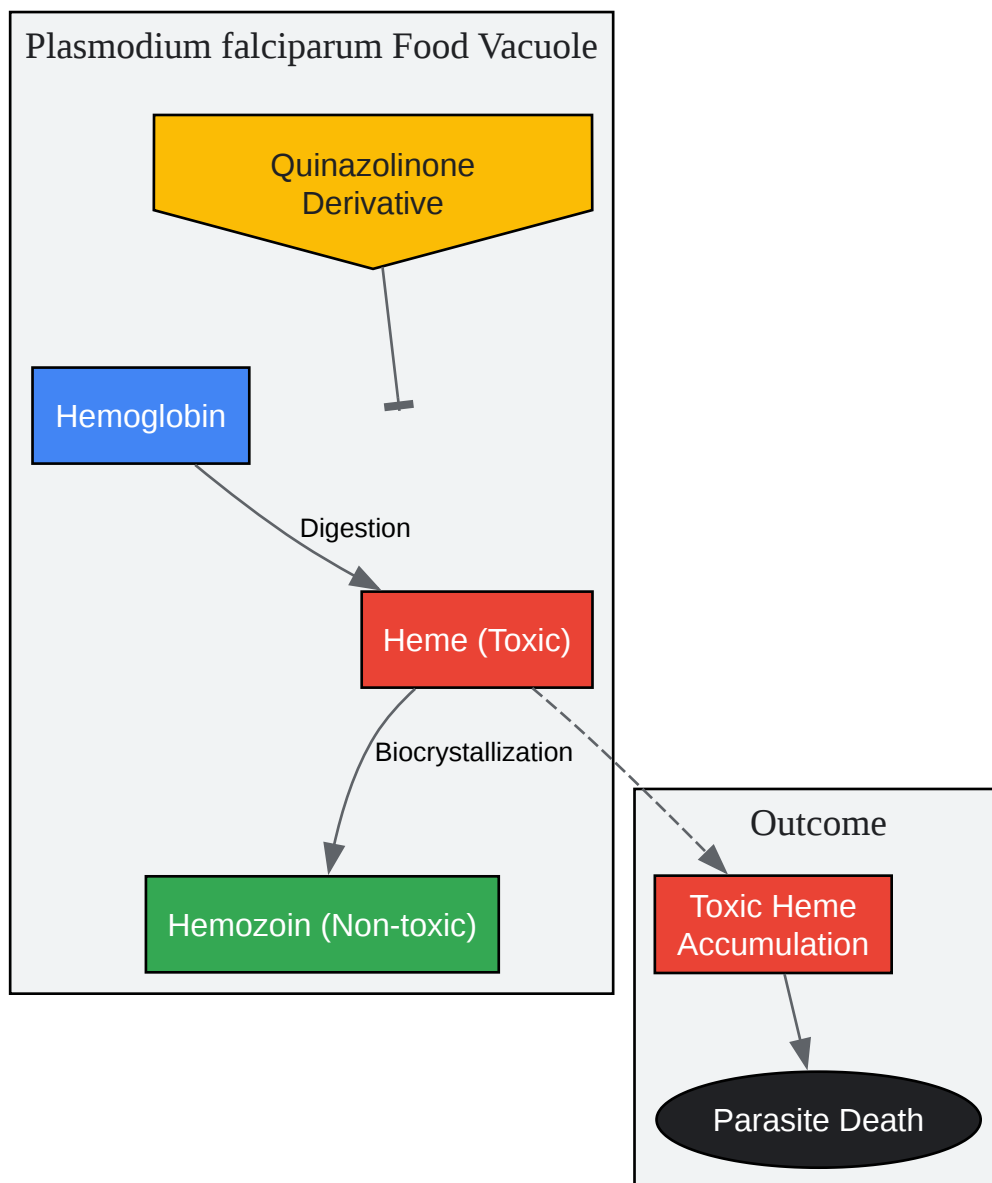 Plasmodium falciparum Food Vacuole
Quinazolinone
Derivative
Hemoglobin
Digestion
Heme (Toxic)
Biocrystallization
Hemozoin (Non-toxic)
Outcome
Toxic Heme
Accumulation
Parasite Death